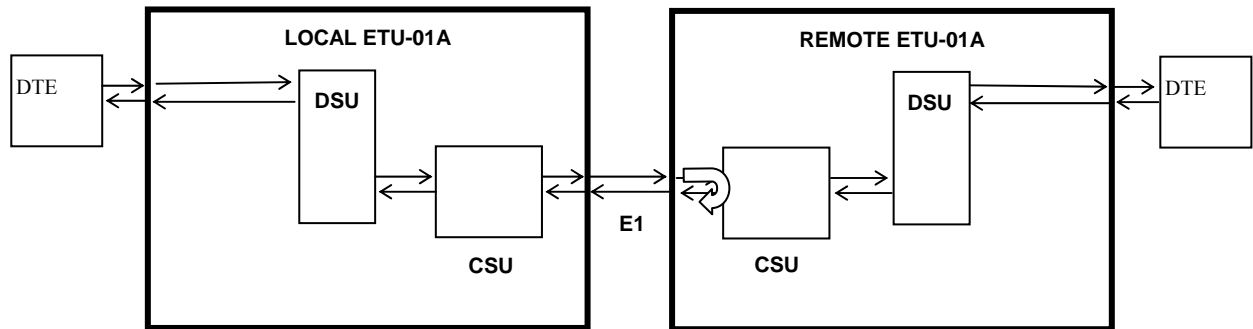 LOCAL ETU-01A
REMOTE ETU-01A
DTE
DSU
DSU
DTE
E1
CSU
CSU